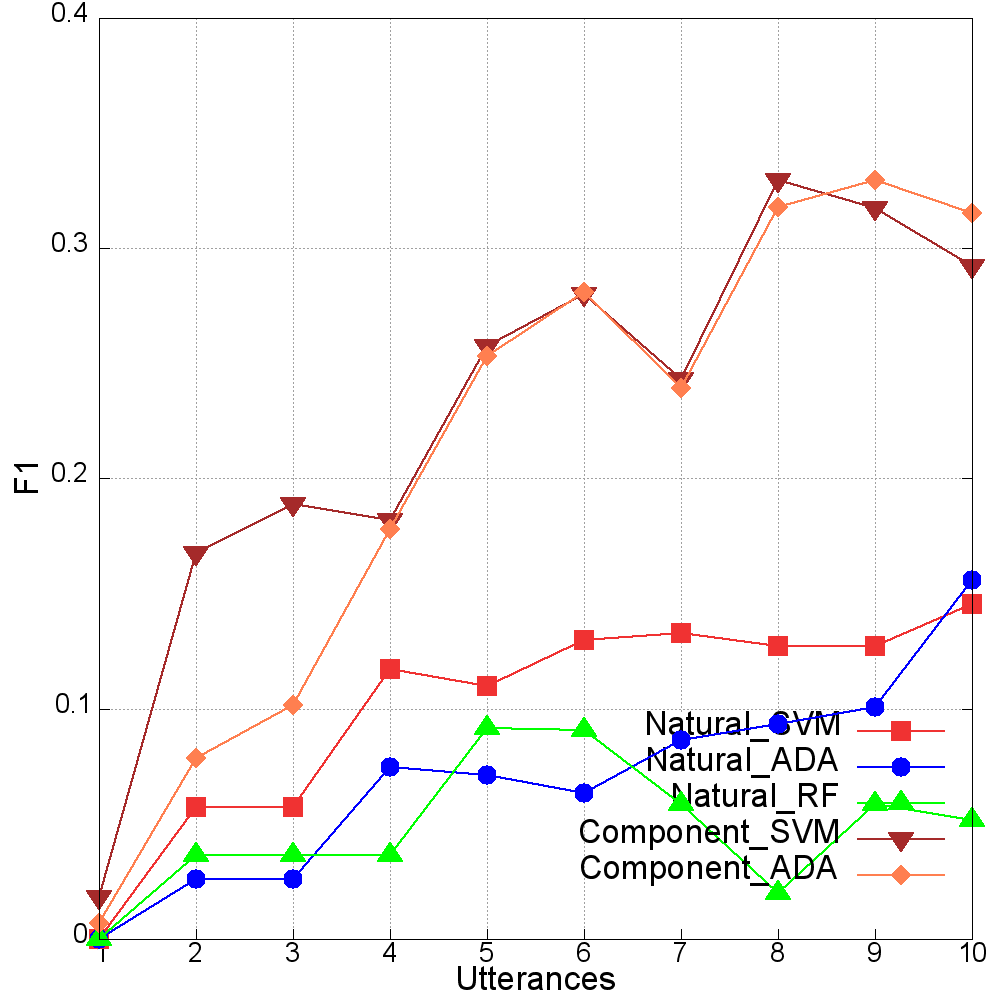 0.4
0.3
0.2
0.1
0
F1
Natural_SVM
Natural_ADA
Natural_RF
Component_SVM
Component_ADA
1 2 3 4 5 6 7 8 9 10
Utterances